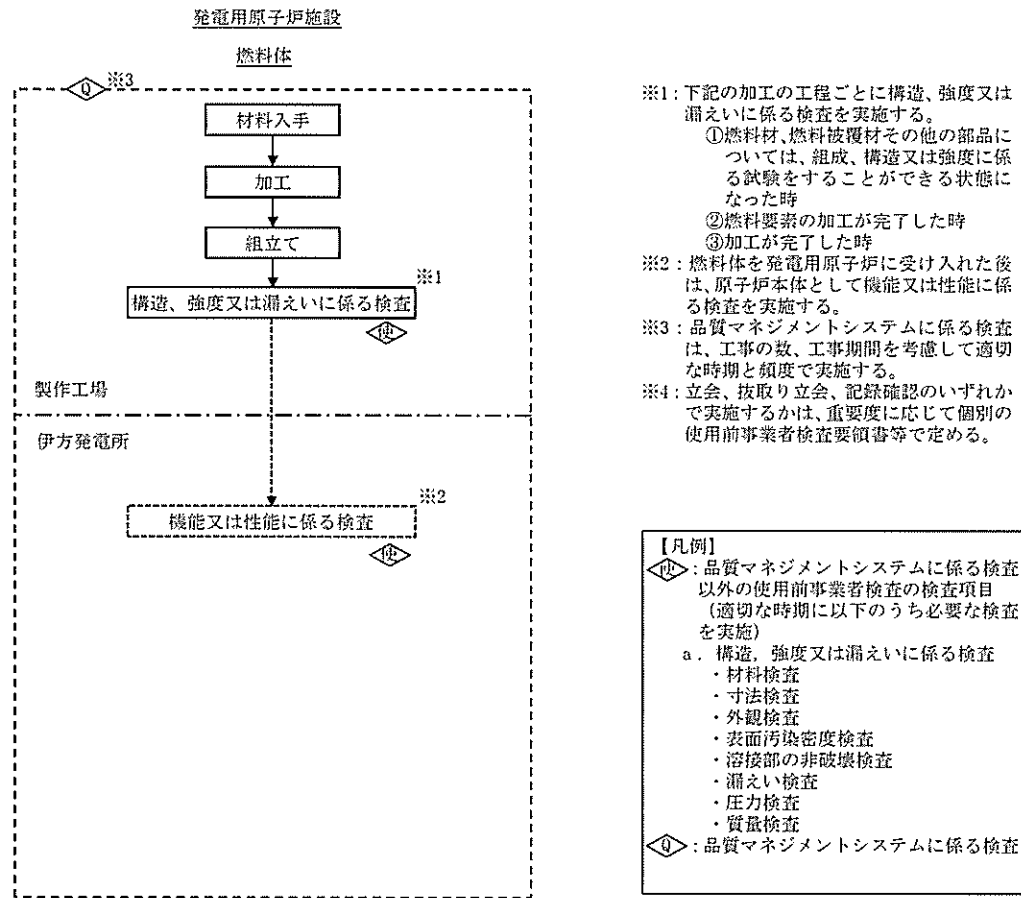 発電用原子炉施設
燃料体
Q ※3
材料入手
加工
組立て
※1
構造、強度又は漏えいに係る検査
使
製作工場
伊方発電所
※2
機能又は性能に係る検査
使
※1:下記の加工の工程ごとに構造、強度又は
漏えいに係る検査を実施する。
①燃料材、燃料被覆材その他の部品に
ついては、組成、構造又は強度に係
る試験をすることができる状態に
なった時
②燃料要素の加工が完了した時
③加工が完了した時
※2:燃料体を発電用原子炉に受け入れた後
は、原子炉本体として機能又は性能に係
る検査を実施する。
※3:品質マネジメントシステムに係る検査
は、工事の数、工事期間を考慮して適切
な時期と頻度で実施する。
※4:立会、抜取り立会、記録確認のいずれか
で実施するかは、重要度に応じて個別の
使用前事業者検査要領書等で定める。
【凡例】
使:品質マネジメントシステムに係る検査
以外の使用前事業者検査の検査項目
(適切な時期に以下のうち必要な検査
を実施)
a.構造,強度又は漏えいに係る検査
・材料検査
・寸法検査
・外観検査
・表面汚染密度検査
・溶接部の非破壊検査
・漏えい検査
・圧力検査
・質量検査
Q:品質マネジメントシステムに係る検査